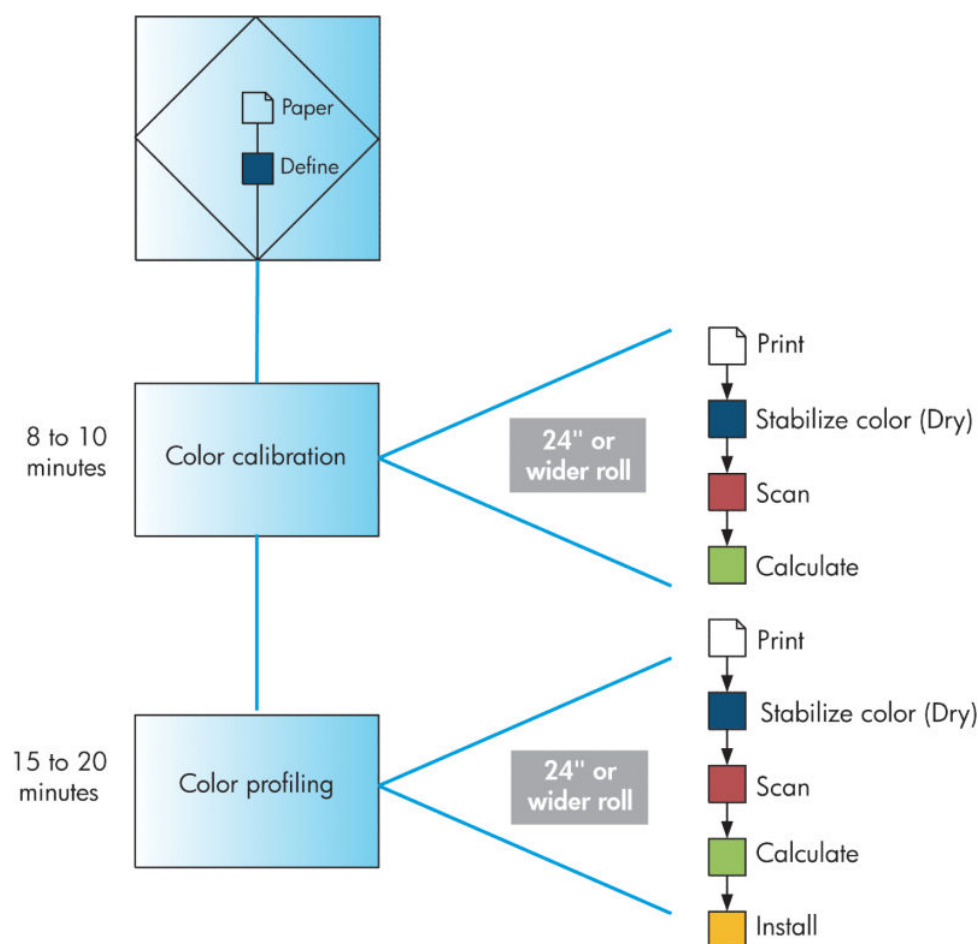 Paper
Define
8 to 10
minutes
Color calibration
24" or
wider roll
Print
Stabilize color (Dry)
Scan
Calculate
15 to 20
minutes
Color profiling
24" or
wider roll
Print
Stabilize color (Dry)
Scan
Calculate
Install